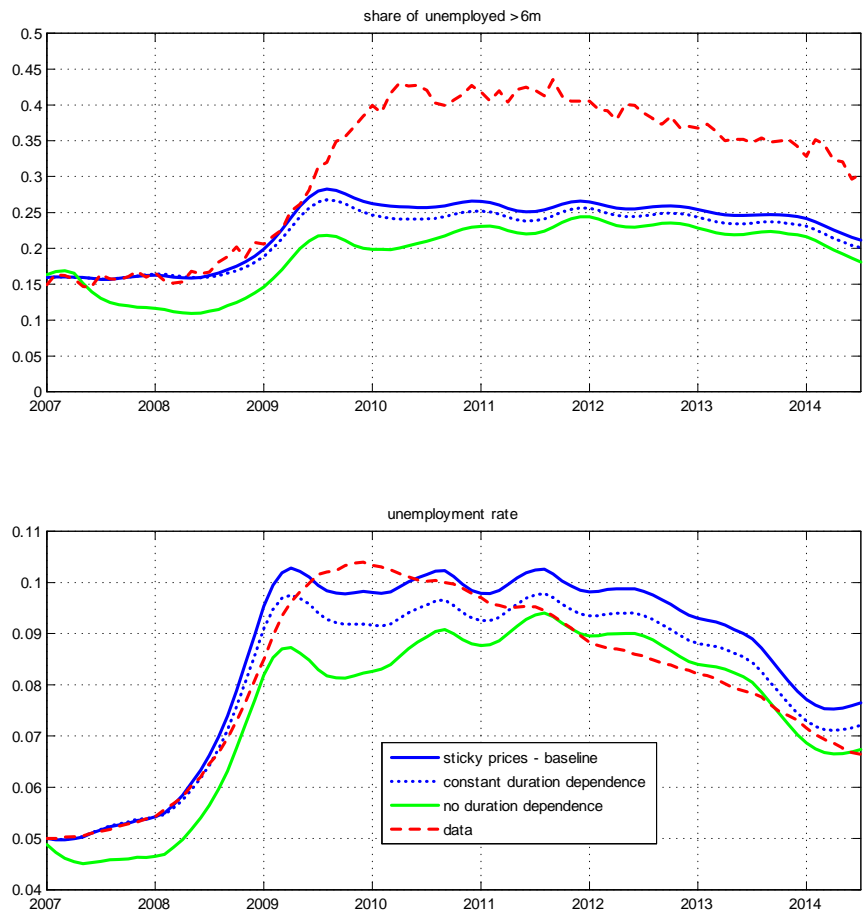 share of unemployed >6m
0.5
0.45
0.4
0.35
0.3
0.25
0.2
0.15
0.1
0.05
0
2007 2008 2009 2010 2011 2012 2013 2014
unemployment rate
0.11
0.1
0.09
0.08
0.07
0.06
0.05
0.04
sticky prices - baseline
constant duration dependence
no duration dependence
data
2007 2008 2009 2010 2011 2012 2013 2014